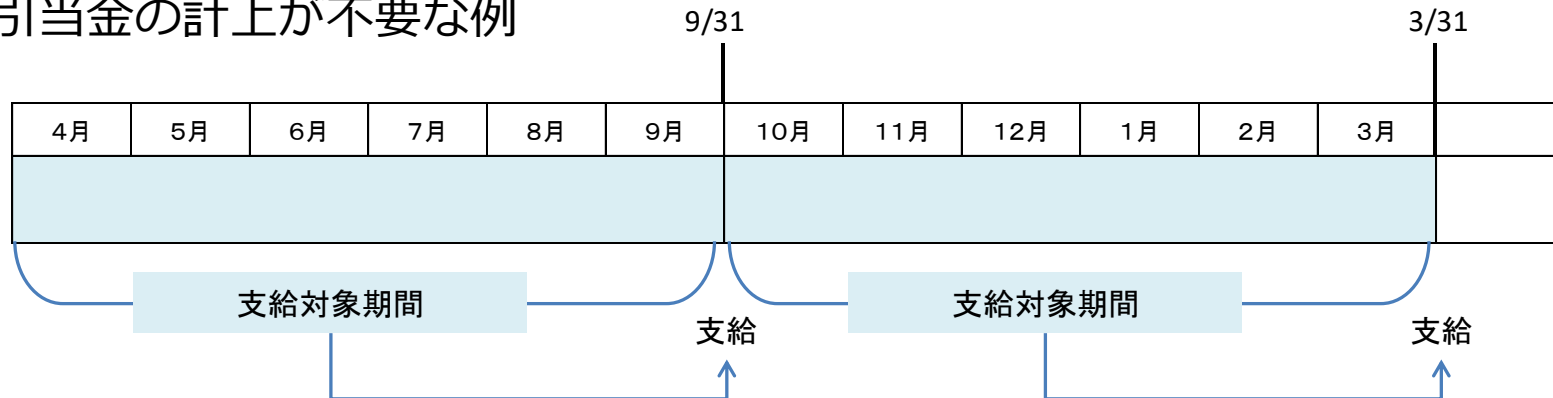 引当金の計上が不要な例
9/31
3/31
4月 5月 6月 7月 8月 9月 10月 11月 12月 1月 2月 3月
支給対象期間
支給対象期間
支給
支給